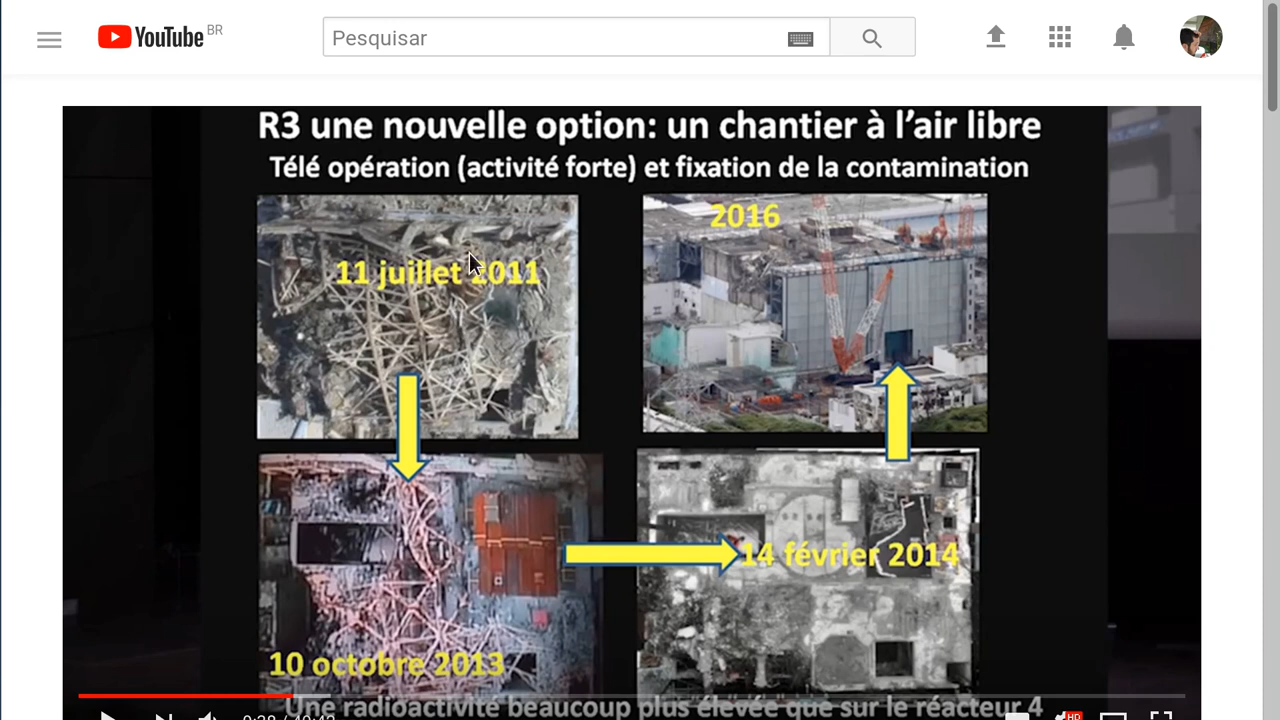 YouTube BR
Pesquisar
R3 une nouvelle option: un chantier à l'air libre
Télé opération (activité forte) et fixation de la contamination
11 juillet 2011
2016
10 octobre 2013
14 février 2014
Une radioactivité beaucoup plus élevée que sur le réacteur 4
HD